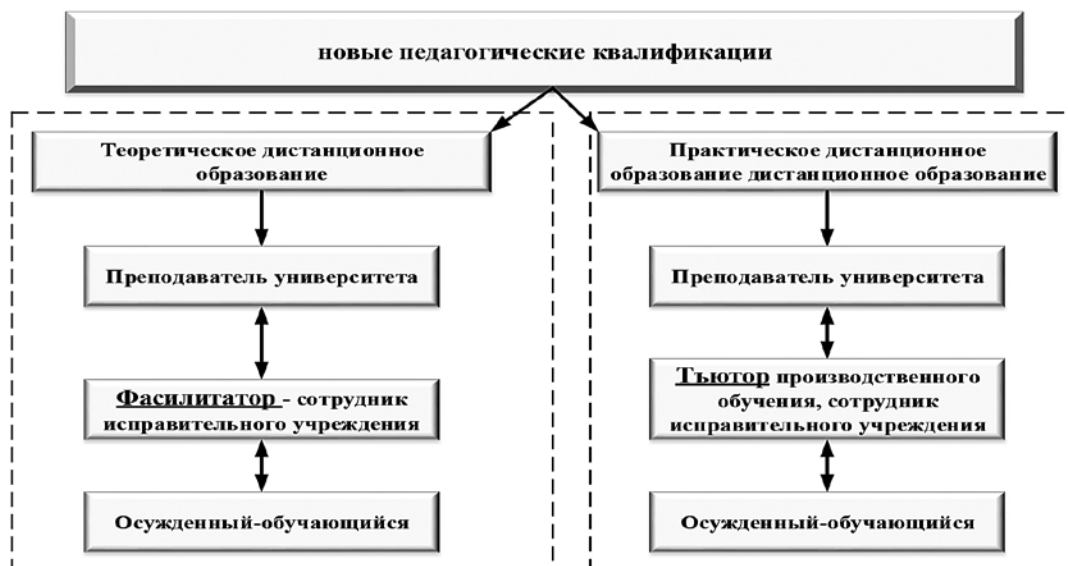 новые педагогические квалификации
Теоретическое дистанционное
образование
Преподаватель университета
Фасилитатор - сотрудник
исправительного учреждения
Осужденный-обучающийся
Практическое дистанционное
образование дистанционное образование
Преподаватель университета
Тъютор производственного
обучения, сотрудник
исправительного учреждения
Осужденный-обучающийся